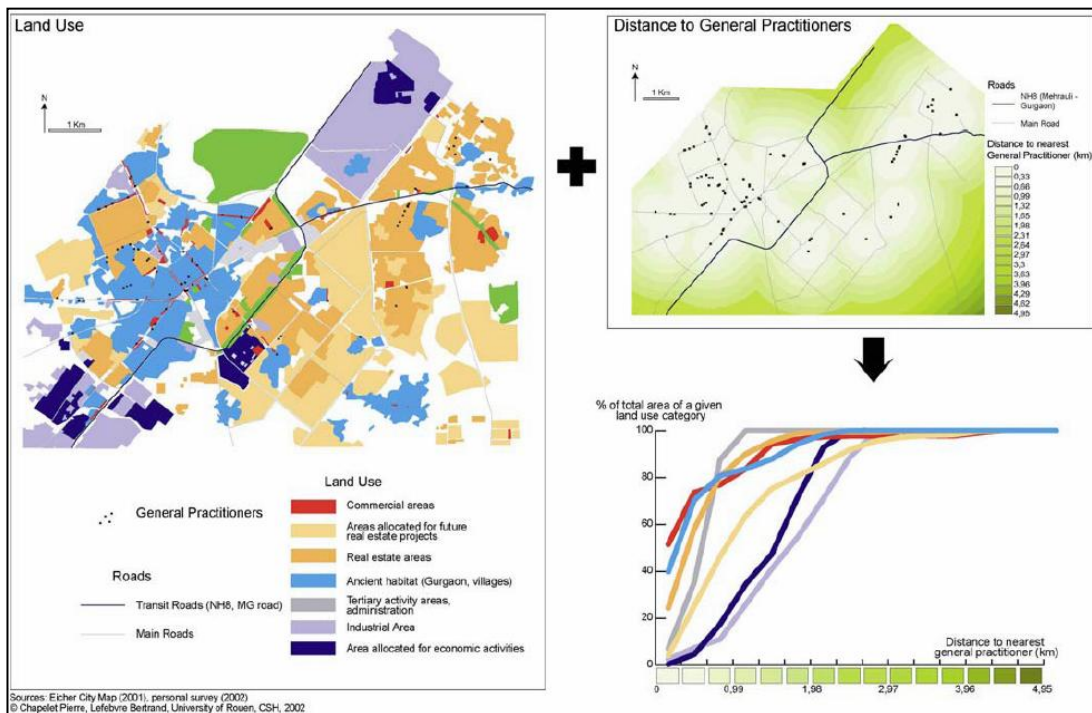 Land Use
N
1 Km
General Practitioners
Roads
Transit Roads (NH8, MG road)
Main Roads
Land Use
Commercial areas
Areas allocated for future
real estate projects
Real estate areas
Ancient habitat (Gurgaon, villages)
Tertiary activity areas,
administration
Industrial Area
Area allocated for economic activities
Sources: Eicher City Map (2001), personal survey (2002)
© Chapelet Pierre, Lefebvre Bertrand, University of Rouen, CSH, 2002
Distance to General Practitioners
N
1 Km
Roads
NH8 (Mehrauli -
Gurgaon)
Main Road
Distance to nearest
General Practitioner (km)
0
0,33
0,66
0,99
1,32
1,65
1,98
2,31
2,64
2,97
3,3
3,63
3,96
4,29
4,62
4,95
% of total area of a given
land use category
100
80
60
40
20
0
Distance to nearest
general practitioner (km)
0 0,99 1,98 2,97 3,96 4,95